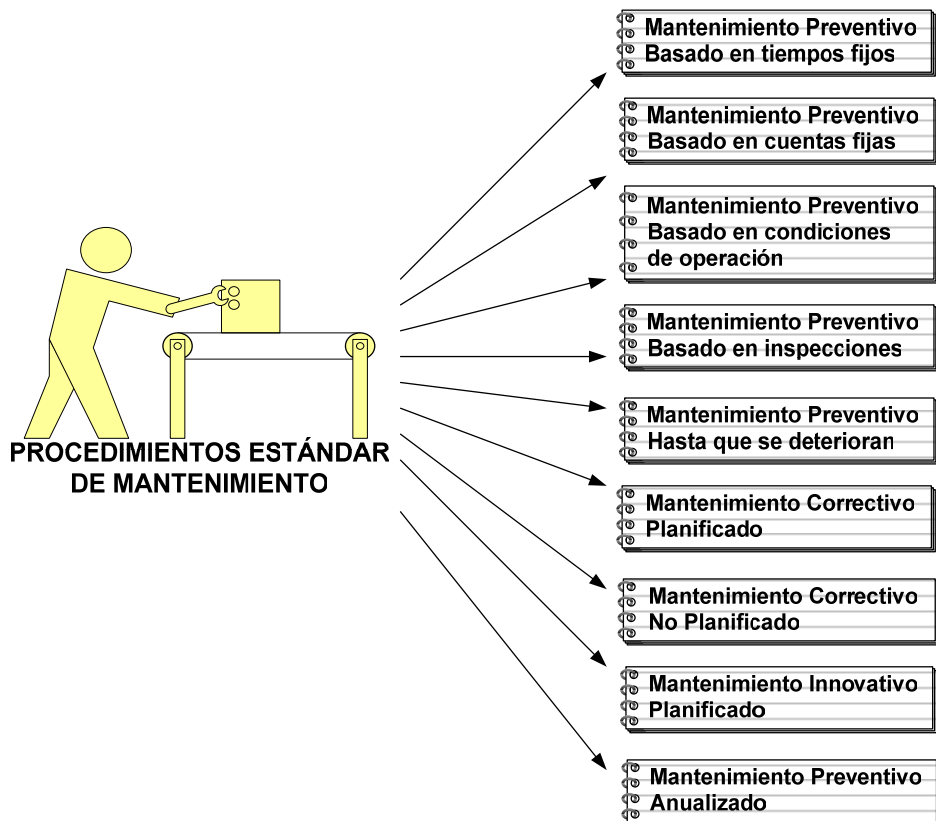 Mantenimiento Preventivo
Basado en tiempos fijos
Mantenimiento Preventivo
Basado en cuentas fijas
Mantenimiento Preventivo
Basado en condiciones
de operación
Mantenimiento Preventivo
Basado en inspecciones
Mantenimiento Preventivo
Hasta que se deterioran
PROCEDIMIENTOS ESTÁNDAR
DE MANTENIMIENTO
Mantenimiento Correctivo
Planificado
Mantenimiento Correctivo
No Planificado
Mantenimiento Innovativo
Planificado
Mantenimiento Preventivo
Anualizado